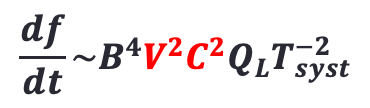 df/dt ~B⁴V²C²Q_L T_syst⁻²